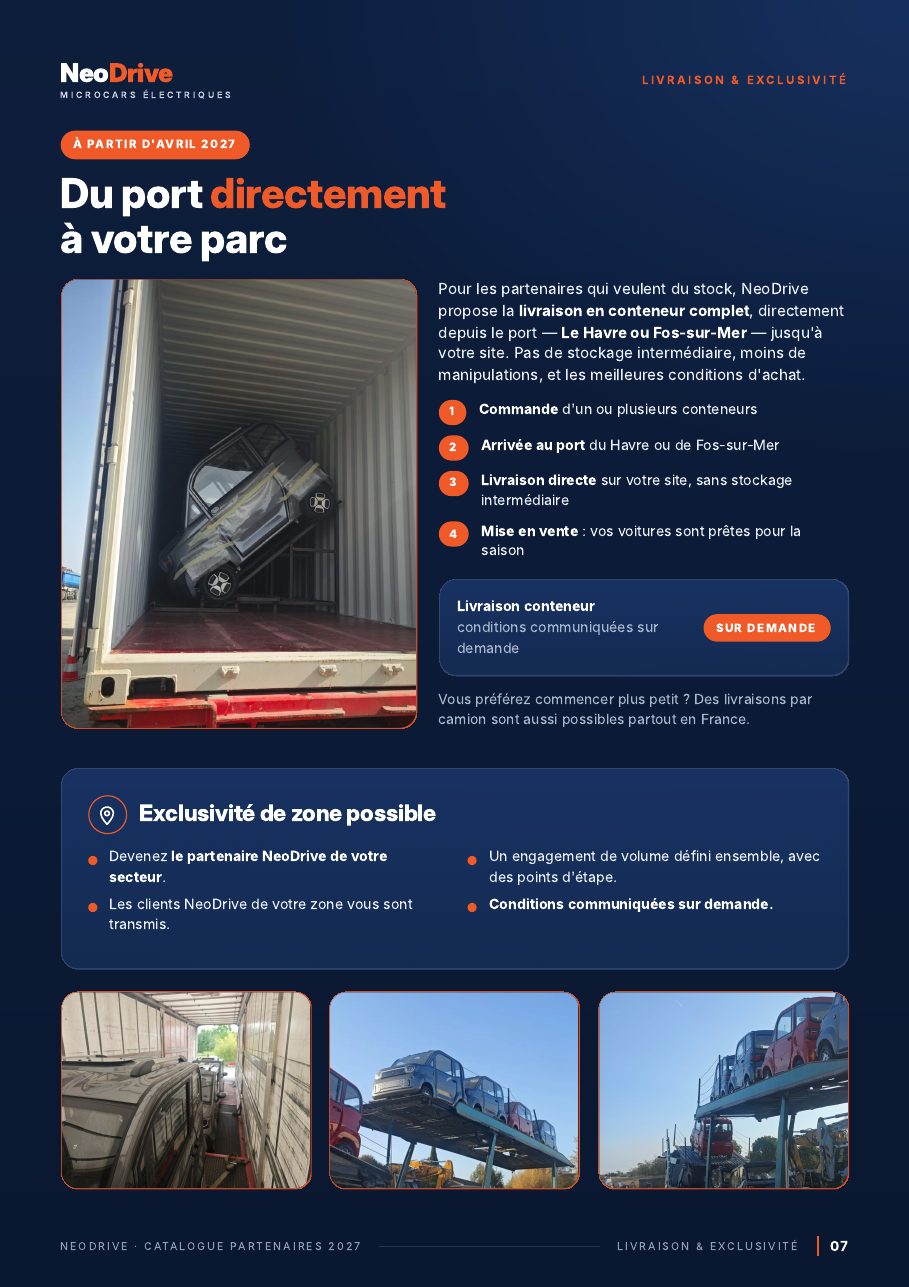 NeoDrive
MICROCARS ÉLECTRIQUES
LIVRAISON & EXCLUSIVITÉ
À PARTIR D'AVRIL 2027
Du port directement
à votre parc
Pour les partenaires qui veulent du stock, NeoDrive
propose la livraison en conteneur complet, directement
depuis le port — Le Havre ou Fos-sur-Mer — jusqu'à
votre site. Pas de stockage intermédiaire, moins de
manipulations, et les meilleures conditions d'achat.
1 Commande d'un ou plusieurs conteneurs
2 Arrivée au port du Havre ou de Fos-sur-Mer
3 Livraison directe sur votre site, sans stockage
intermédiaire
4 Mise en vente : vos voitures sont prêtes pour la
saison
Livraison conteneur
conditions communiquées sur
demande
SUR DEMANDE
Vous préférez commencer plus petit ? Des livraisons par
camion sont aussi possibles partout en France.
Exclusivité de zone possible
Devenez le partenaire NeoDrive de votre
secteur.
Les clients NeoDrive de votre zone vous sont
transmis.
Un engagement de volume défini ensemble, avec
des points d'étape.
Conditions communiquées sur demande.
NEODRIVE · CATALOGUE PARTENAIRES 2027
LIVRAISON & EXCLUSIVITÉ
07